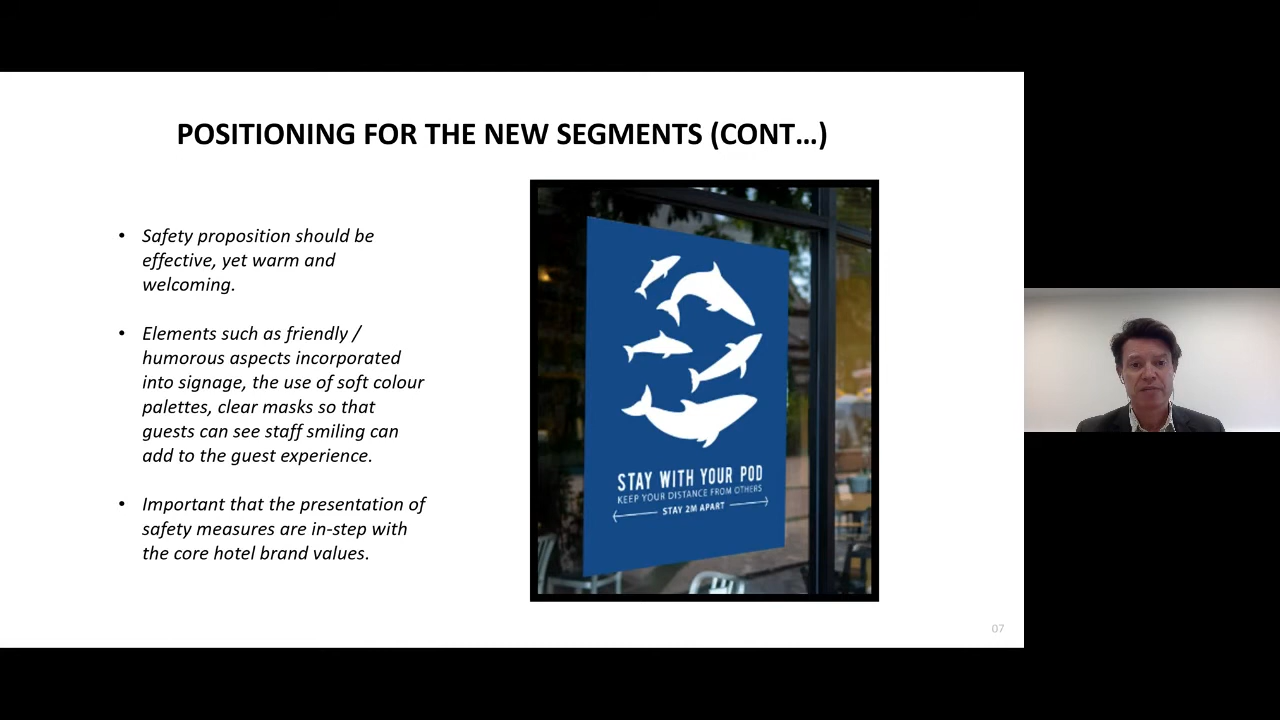 POSITIONING FOR THE NEW SEGMENTS (CONT…)
• Safety proposition should be
effective, yet warm and
welcoming.
• Elements such as friendly /
humorous aspects incorporated
into signage, the use of soft colour
palettes, clear masks so that
guests can see staff smiling can
add to the guest experience.
• Important that the presentation of
safety measures are in-step with
the core hotel brand values.
STAY WITH YOUR POD
KEEP YOUR DISTANCE FROM OTHERS
STAY 2M APART
07